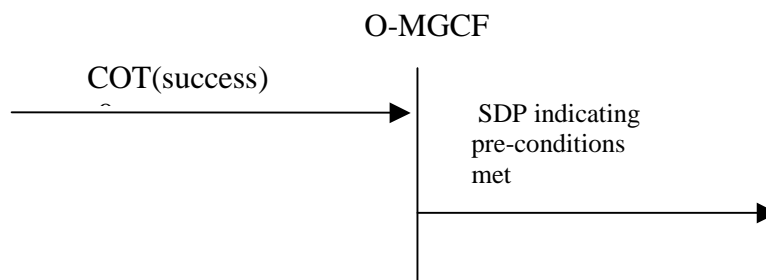 O-MGCF
COT(success)
SDP indicating
pre-conditions
met